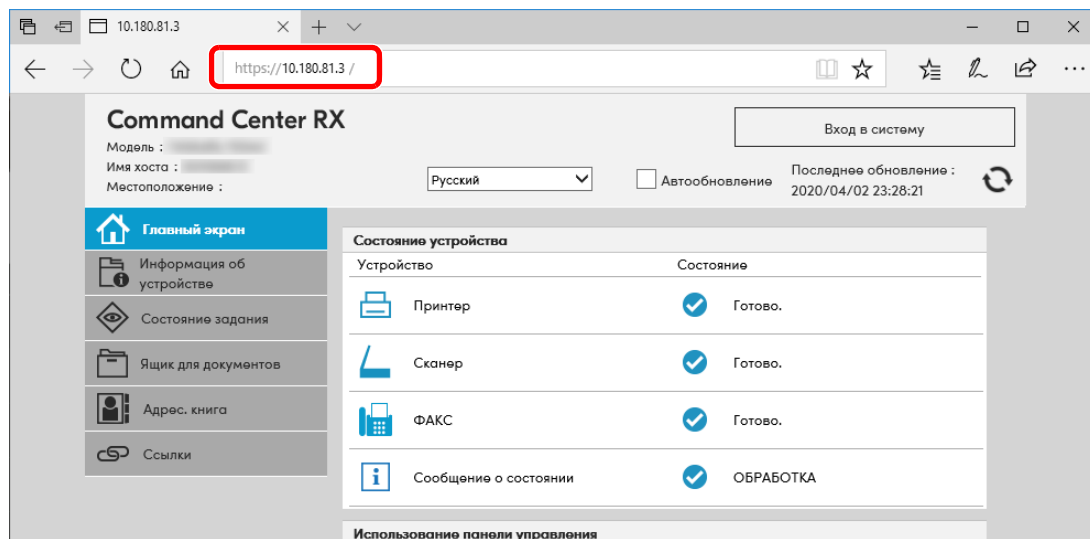 10.180.81.3
https://10.180.81.3 /
Command Center RX
Вход в систему
Модель :
Имя хоста :
Местоположение :
Русский
Автообновление
Последнее обновление :
2020/04/02 23:28:21
Главный экран
Информация об
устройстве
Состояние задания
Ящик для документов
Адрес. книга
Ссылки
Состояние устройства
Устройство Состояние
Принтер Готово.
Сканер Готово.
ФАКС Готово.
Сообщение о состоянии ОБРАБОТКА
Использование панели управления